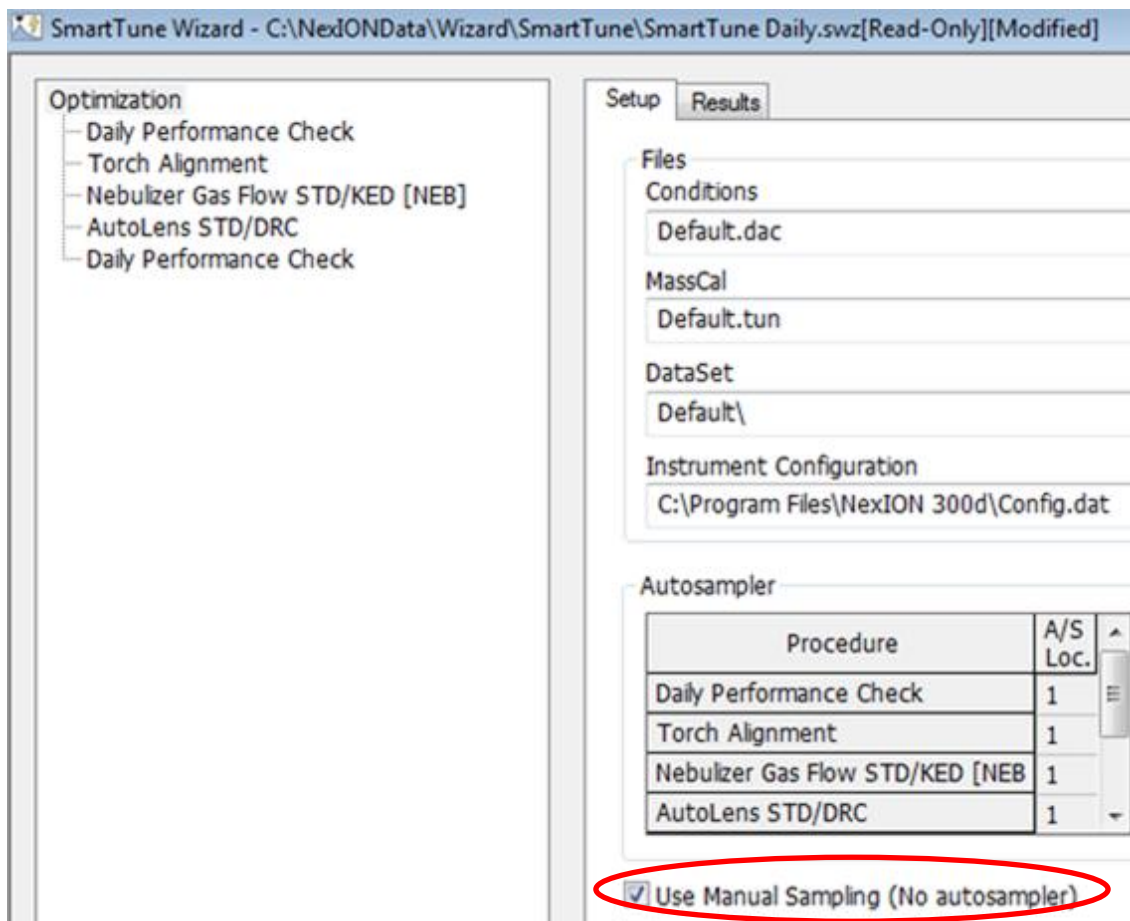 SmartTune Wizard - C:\NexIONData\Wizard\SmartTune\SmartTune Daily.swz[Read-Only][Modified]
Optimization
Daily Performance Check
Torch Alignment
Nebulizer Gas Flow STD/KED [NEB]
AutoLens STD/DRC
Daily Performance Check
Setup Results
Files
Conditions
Default.dac
MassCal
Default.tun
DataSet
Default\
Instrument Configuration
C:\Program Files\NexION 300d\Config.dat
Autosampler
Procedure A/S Loc.
Daily Performance Check 1
Torch Alignment 1
Nebulizer Gas Flow STD/KED [NEB 1
AutoLens STD/DRC 1
Use Manual Sampling (No autosampler)